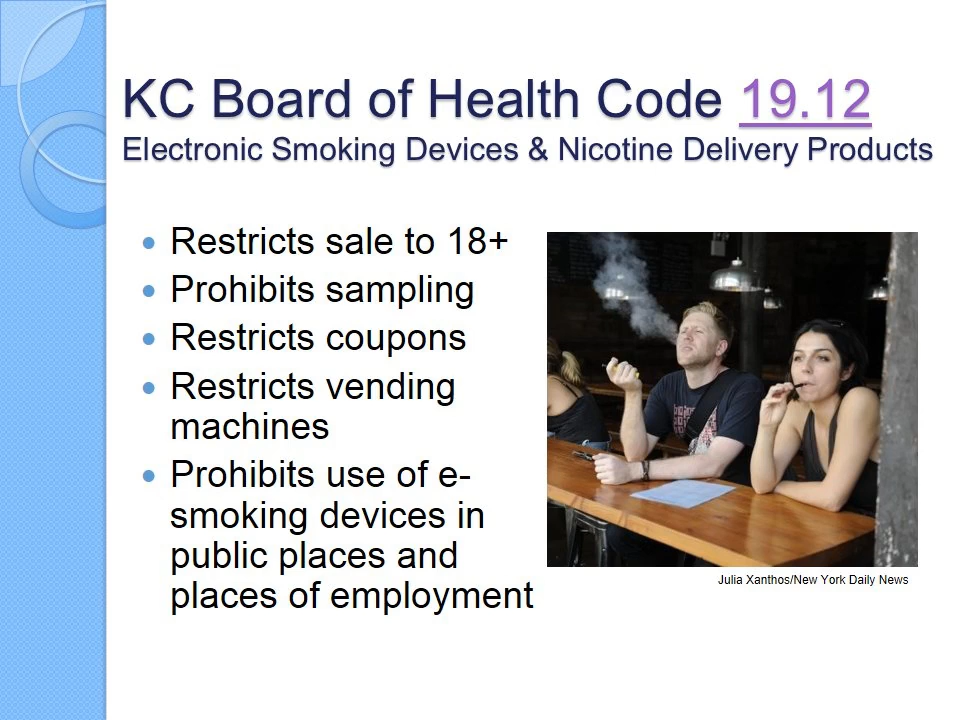 KC Board of Health Code 19.12
Electronic Smoking Devices & Nicotine Delivery Products
• Restricts sale to 18+
• Prohibits sampling
• Restricts coupons
• Restricts vending
machines
• Prohibits use of e-
smoking devices in
public places and
places of employment
Julia Xanthos/New York Daily News